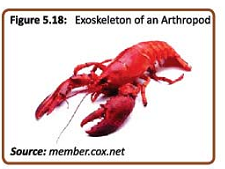 Figure 5.18: Exoskeleton of an Arthropod
Source: member.cox.net